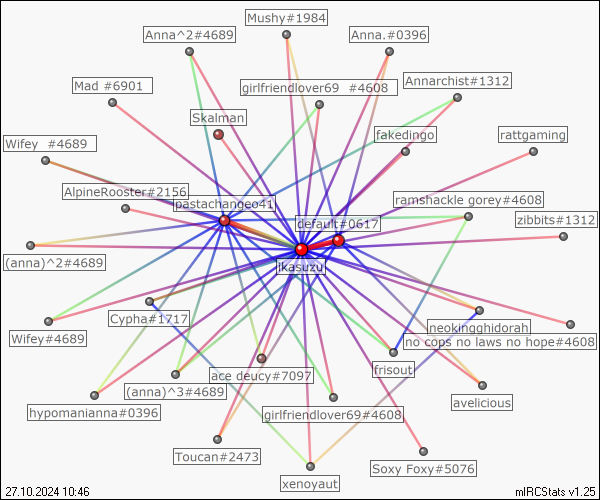 Mushy#1984
Anna^2#4689
Anna.#0396
Mad #6901
girlfriendlover69 #4608
Annarchist#1312
Skalman
fakedingo
rattgaming
Wifey #4689
AlpineRooster#2156
pastachangeo41
ramshackle gorey#4608
default#0617
zibbits#1312
(anna)^2#4689
jkasuzu
Cypha#1717
Wifey#4689
neokingghidorah
no cops no laws no hope#4608
frisout
ace deucy#7097
(anna)^3#4689
avelicious
hypomanianna#0396
girlfriendlover69#4608
Toucan#2473
Soxy Foxy#5076
xenoyaut
27.10.2024 10:46
mIRCStats v1.25